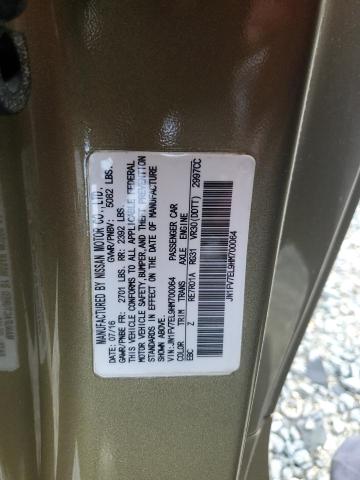 MANUFACTURED BY NISSAN MOTOR CO., LTD.
DATE: 07/16 GVWR/PNBV: 5082 LBS.
GAWR/PNBE FR: 2701 LBS. RR: 2392 LBS.
THIS VEHICLE CONFORMS TO ALL APPLICABLE FEDERAL
MOTOR VEHICLE SAFETY, BUMPER, AND THEFT PREVENTION
STANDARDS IN EFFECT ON THE DATE OF MANUFACTURE
SHOWN ABOVE.
VIN: JN1FV7EL9HM700064 PASSENGER CAR
COLOR TRIM TRANS AXLE ENGINE
EBC Z RE7R01A R631 VR30(DDTT) 2997CC
JN1FV7EL9HM700064